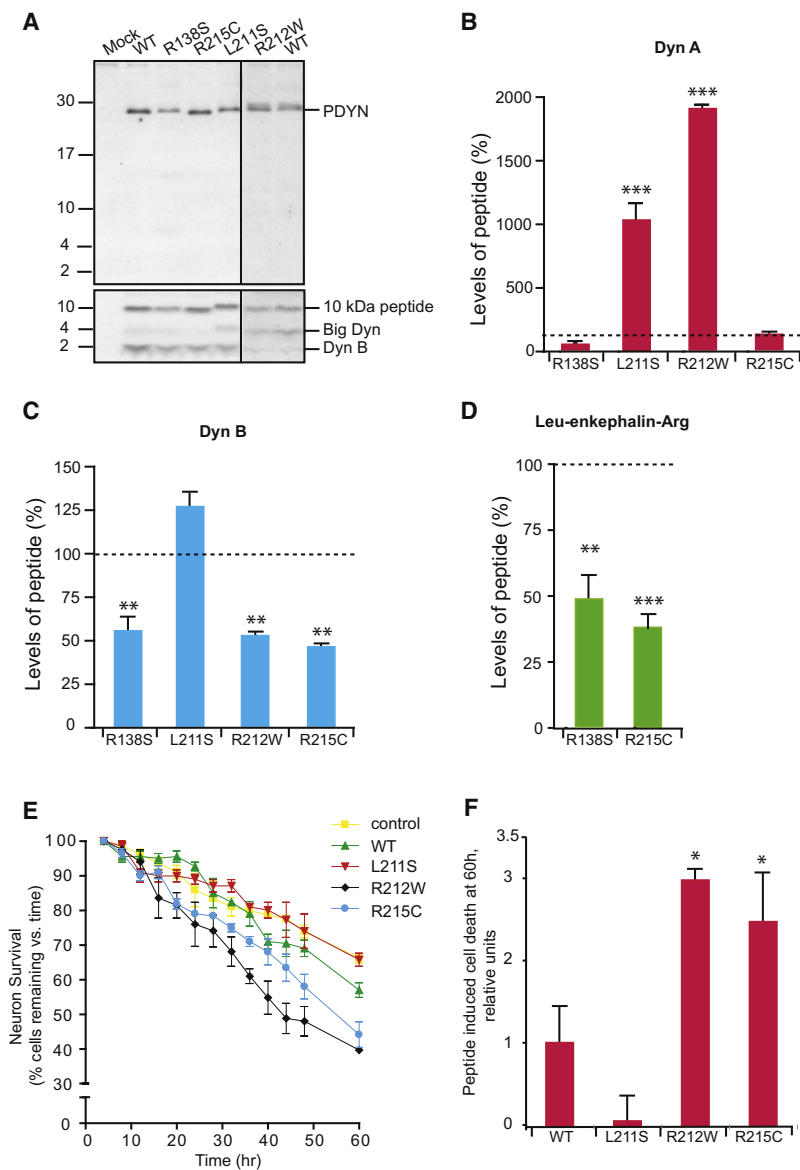 A
Mock WT R138S R215C L211S R212W WT
30
17
10
4
2
PDYN
10
4
2
10 kDa peptide
Big Dyn
Dyn B
B
Dyn A
Levels of peptide (%)
2000
1500
1000
500
0
***
***
R138S L211S R212W R215C
C
Dyn B
Levels of peptide (%)
150
125
100
75
50
25
0
**
**
**
R138S L211S R212W R215C
D
Leu-enkephalin-Arg
Levels of peptide (%)
100
75
50
25
0
**
***
R138S R215C
E
Neuron Survival
(% cells remaining vs. time)
100
90
80
70
60
50
40
30
0
0 10 20 30 40 50 60
Time (hr)
control
WT
L211S
R212W
R215C
F
Peptide induced cell death at 60h,
relative units
3.5
3
2
1
0
*
*
WT L211S R212W R215C